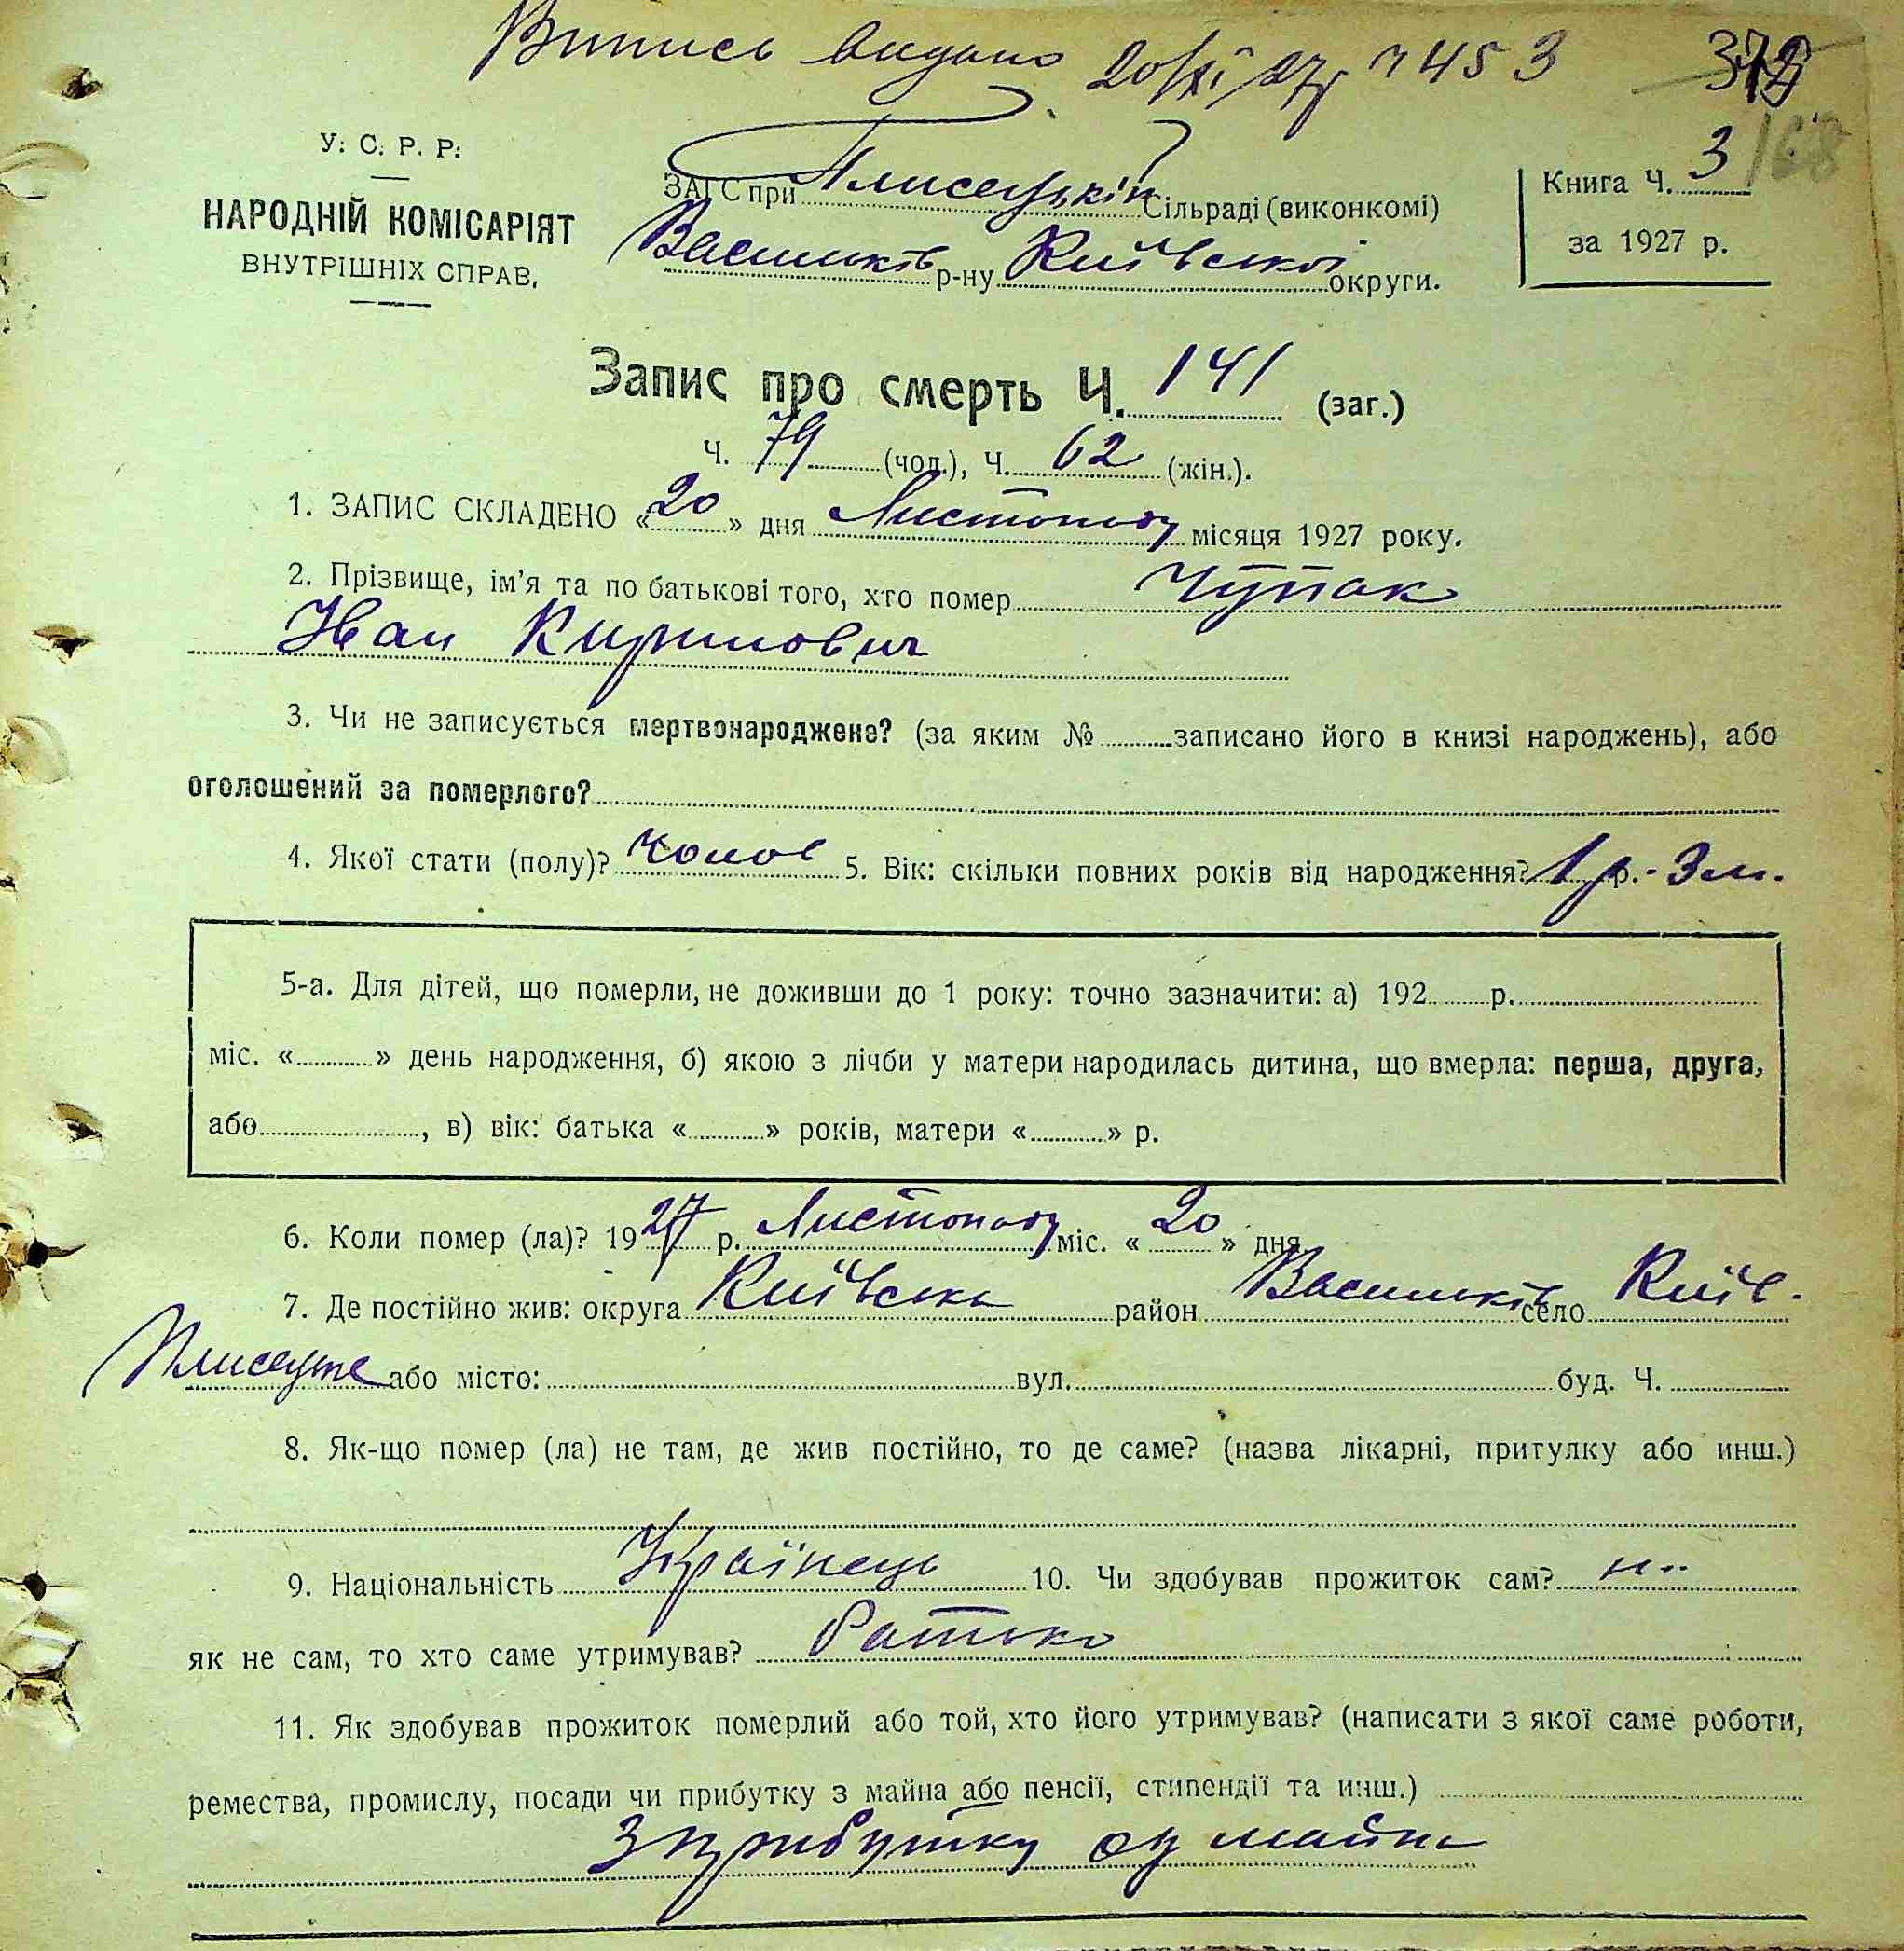 Випись видано 20/XI 27р ч 453
У. С. Р. Р.
НАРОДНІЙ КОМІСАРІЯТ
ВНУТРІШНІХ СПРАВ.
ЗАГС при Плисецькій Сільраді (виконкомі)
Васильків р-ну Київської округи.
Книга Ч. 3
за 1927 р.
Запис про смерть Ч. 141 (заг.)
Ч. 79 (чол.), Ч. 62 (жін.).
1. ЗАПИС СКЛАДЕНО «20» дня Листопаду місяця 1927 року.
2. Прізвище, ім'я та по батькові того, хто помер Чупак
Іван Кирилович
3. Чи не записується мертвонароджене? (за яким № записано його в книзі народжень), або
оголошений за померлого?
4. Якої стати (полу)? чолов 5. Вік: скільки повних років від народження? 1 р. - 3 м.
5-а. Для дітей, що померли, не доживши до 1 року: точно зазначити: а) 192 р.
міс. « » день народження, б) якою з лічби у матери народилась дитина, що вмерла: перша, друга,
або , в) вік: батька « » років, матери « » р.
6. Коли помер (ла)? 1927 р. Листопаду міс. «20» дня
7. Де постійно жив: округа Київська район Васильків село Київ.
Плисецьке або місто: вул. буд. Ч.
8. Як-що помер (ла) не там, де жив постійно, то де саме? (назва лікарні, притулку або инш.)
9. Національність Українець 10. Чи здобував прожиток сам? ні
як не сам, то хто саме утримував? батько
11. Як здобував прожиток померлий або той, хто його утримував? (написати з якої саме роботи,
ремества, промислу, посади чи прибутку з майна або пенсії, стипендії та инш.)
З прибутку од майна